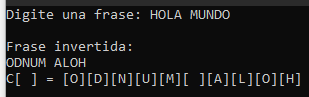 Digite una frase: HOLA MUNDO
Frase invertida:
ODNUM ALOH
C[ ] = [O][D][N][U][M][ ][A][L][O][H]